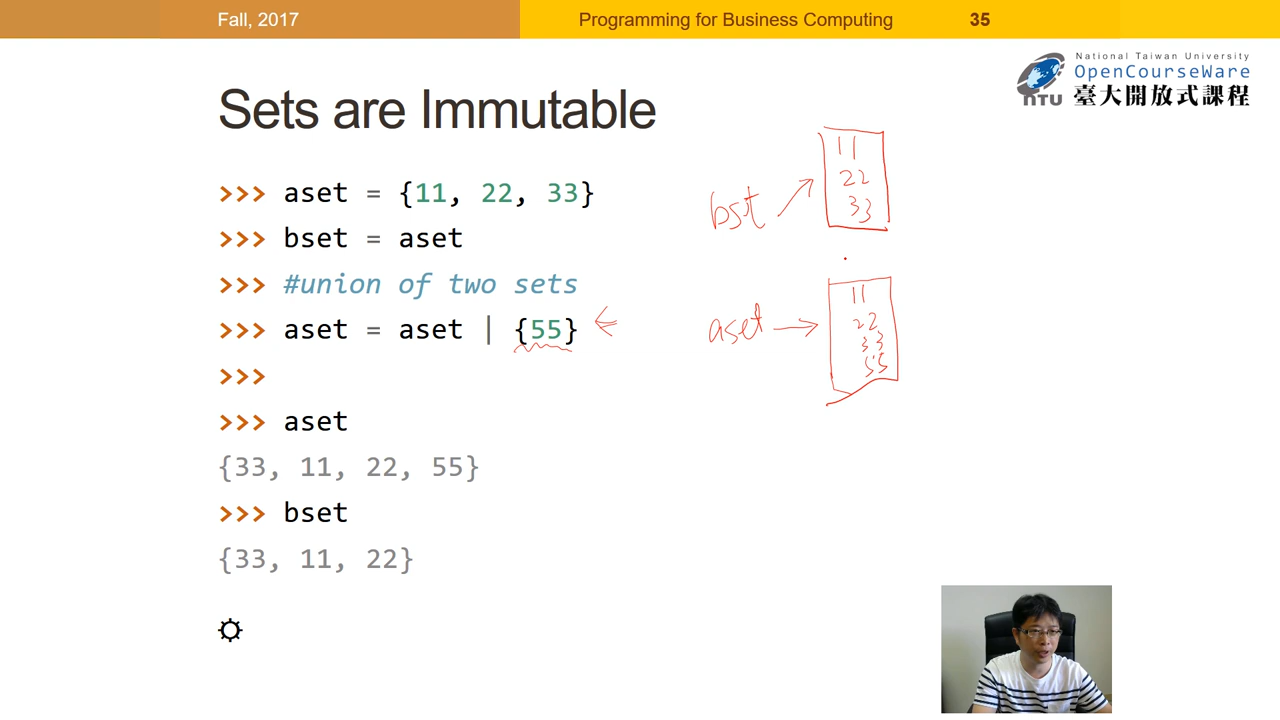 Fall, 2017
Programming for Business Computing
35
National Taiwan University
OpenCourseWare
NTU 臺大開放式課程
Sets are Immutable
>>> aset = {11, 22, 33}
>>> bset = aset
>>> #union of two sets
>>> aset = aset | {55}
>>>
>>> aset
{33, 11, 22, 55}
>>> bset
{33, 11, 22}
bst
11
22
33
aset
11
22
33
55